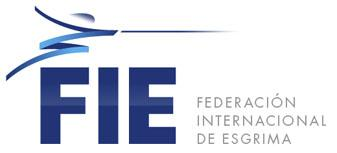 FIE
FEDERACIÓN
INTERNACIONAL
DE ESGRIMA